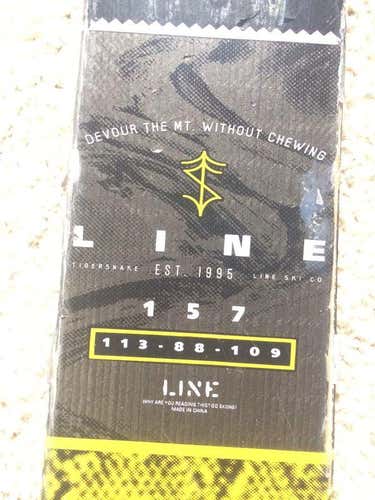 DEVOUR THE MT. WITHOUT CHEWING
LINE
TIGERSNAKE EST. 1995 LINE SKI CO
157
113-88-109
LINE
WHY ARE YOU READING THIS? GO SKIING!
MADE IN CHINA